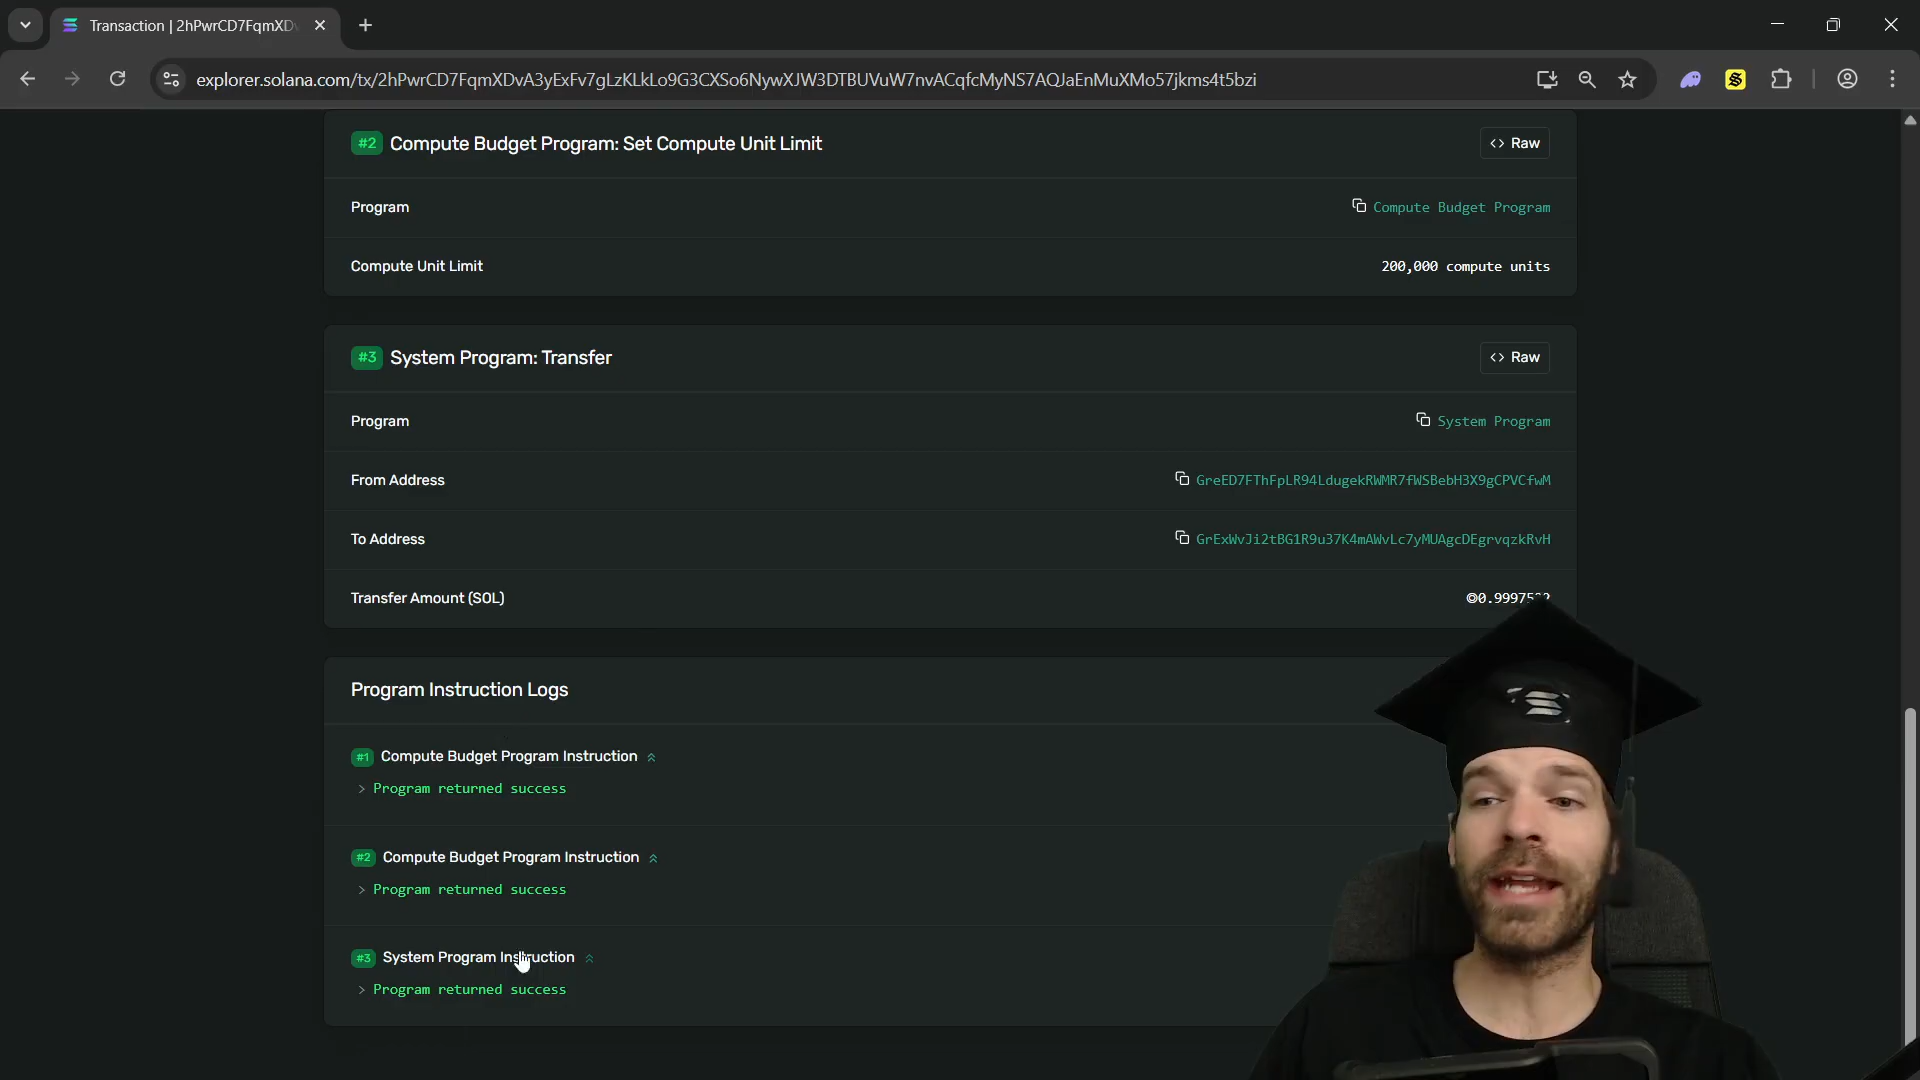 Transaction | 2hPwrCD7FqmXDv
explorer.solana.com/tx/2hPwrCD7FqmXDvA3yExFv7gLzKLkLo9G3CXSo6NywXJW3DTBUVuW7nvACqfcMyNS7AQJaEnMuXMo57jkms4t5bzi
#2 Compute Budget Program: Set Compute Unit Limit
<> Raw
Program
Compute Budget Program
Compute Unit Limit
200,000 compute units
#3 System Program: Transfer
<> Raw
Program
System Program
From Address
GreED7FThFpLR94LdugekRWMR7fWSBebH3X9gCPVCfwM
To Address
GrExWvJi2tBG1R9u37K4mAWvLc7yMUAgcDEgrvqzkRvH
Transfer Amount (SOL)
Program Instruction Logs
#1 Compute Budget Program Instruction
> Program returned success
#2 Compute Budget Program Instruction
> Program returned success
#3 System Program Instruction
> Program returned success